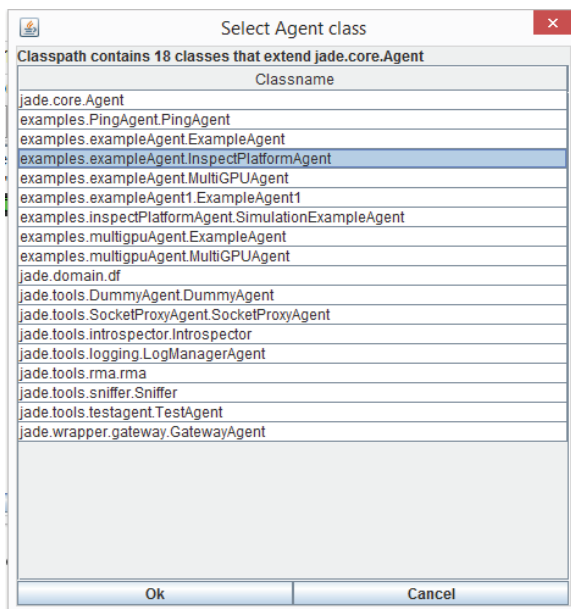 Select Agent class
×
Classpath contains 18 classes that extend jade.core.Agent
Classname
jade.core.Agent
examples.PingAgent.PingAgent
examples.exampleAgent.ExampleAgent
examples.exampleAgent.InspectPlatformAgent
examples.exampleAgent.MultiGPUAgent
examples.exampleAgent1.ExampleAgent1
examples.inspectPlatformAgent.SimulationExampleAgent
examples.multigpuAgent.ExampleAgent
examples.multigpuAgent.MultiGPUAgent
jade.domain.df
jade.tools.DummyAgent.DummyAgent
jade.tools.SocketProxyAgent.SocketProxyAgent
jade.tools.introspector.Introspector
jade.tools.logging.LogManagerAgent
jade.tools.rma.rma
jade.tools.sniffer.Sniffer
jade.tools.testagent.TestAgent
jade.wrapper.gateway.GatewayAgent
Ok Cancel